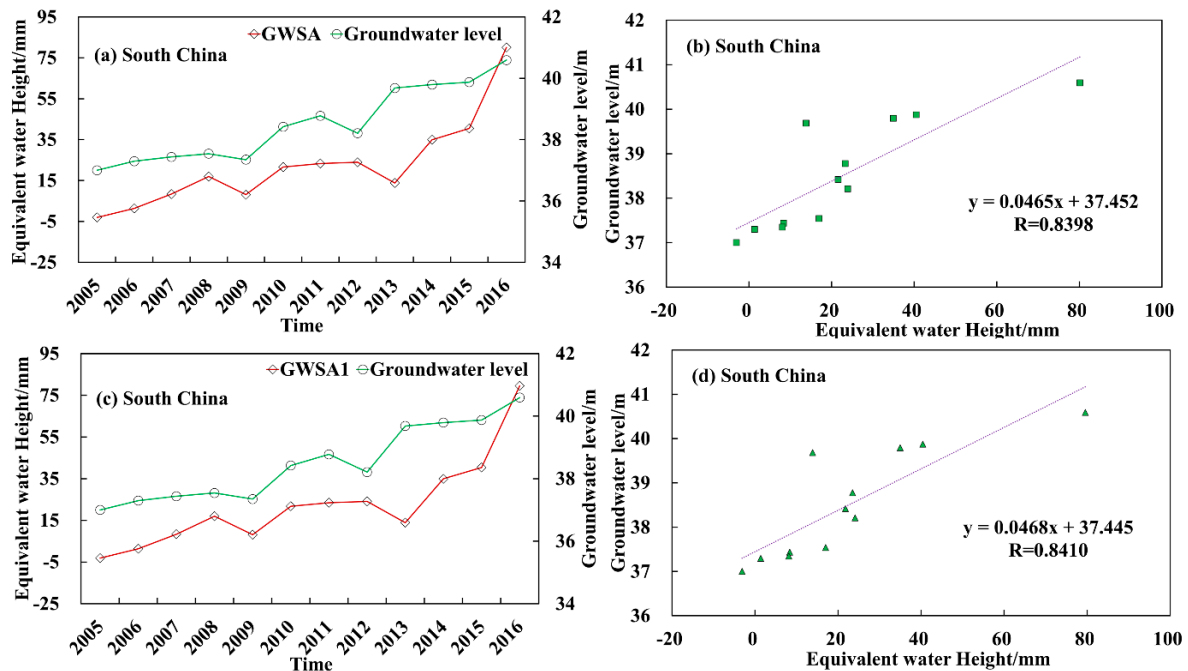 GWSA Groundwater level
(a) South China
Equivalent water Height/mm
95
75
55
35
15
-5
-25
42
40
38
36
34
Groundwater level/m
2005 2006 2007 2008 2009 2010 2011 2012 2013 2014 2015 2016
Time
(b) South China
Groundwater level/m
42
41
40
39
38
37
36
y = 0.0465x + 37.452
R=0.8398
-20 0 20 40 60 80 100
Equivalent water Height/mm
GWSA1 Groundwater level
(c) South China
Equivalent water Height/mm
95
75
55
35
15
-5
-25
42
40
38
36
34
Groundwater level/m
2005 2006 2007 2008 2009 2010 2011 2012 2013 2014 2015 2016
Time
(d) South China
Groundwater level/m
42
41
40
39
38
37
36
y = 0.0468x + 37.445
R=0.8410
-20 0 20 40 60 80 100
Equivalent water Height/mm